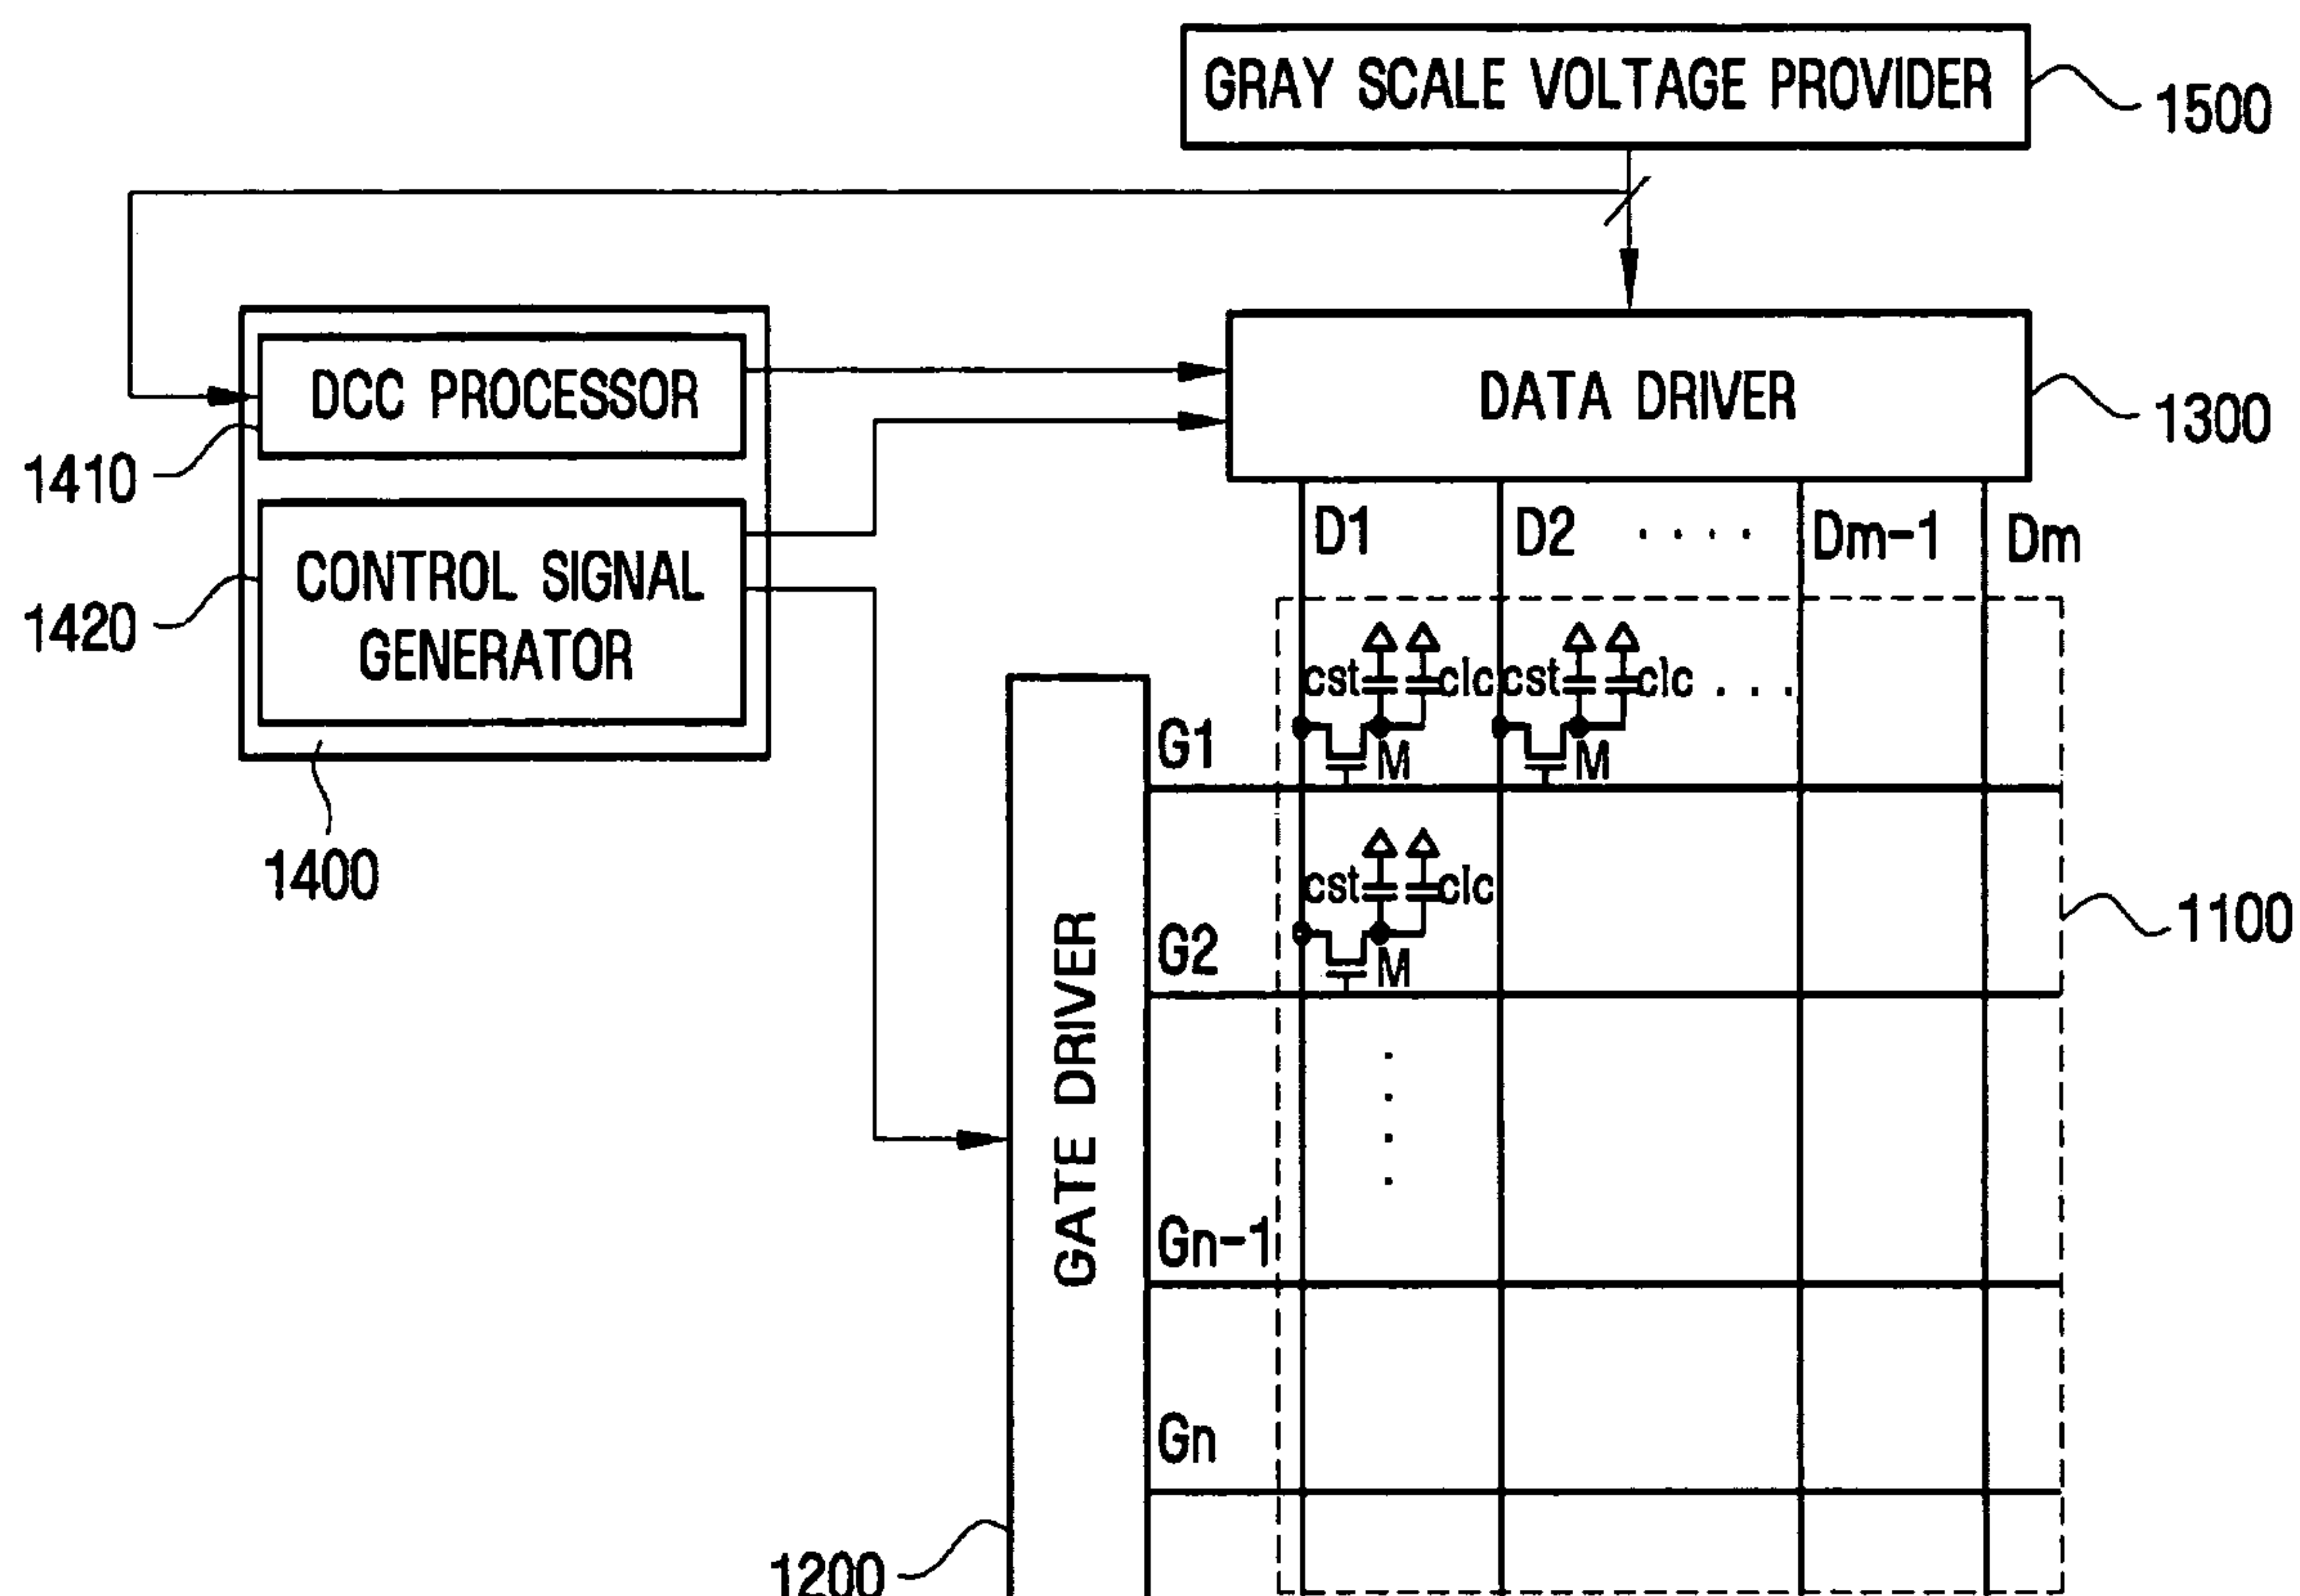 GRAY SCALE VOLTAGE PROVIDER
1500
DCC PROCESSOR
1410
DATA DRIVER
1300
CONTROL SIGNAL
GENERATOR
1420
1400
D1 D2 .... Dm-1 Dm
cst clc cst clc ...
G1 M M
cst clc
G2 M
1100
GATE DRIVER
Gn-1
Gn
1200